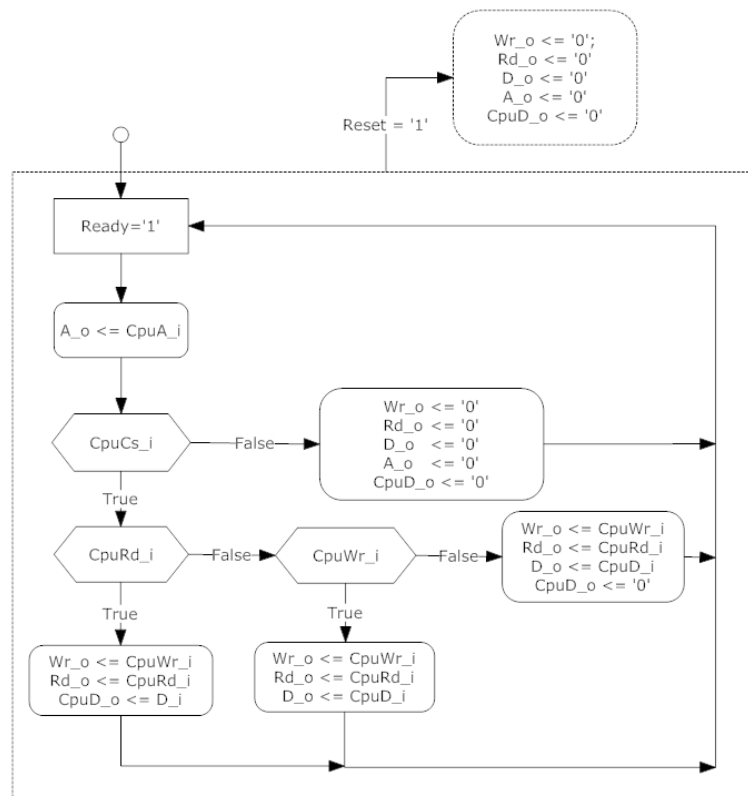 Wr_o <= '0';
Rd_o <= '0'
D_o <= '0'
A_o <= '0'
CpuD_o <= '0'
Reset = '1'
Ready='1'
A_o <= CpuA_i
CpuCs_i
False
Wr_o <= '0'
Rd_o <= '0'
D_o <= '0'
A_o <= '0'
CpuD_o <= '0'
True
CpuRd_i
False
CpuWr_i
False
Wr_o <= CpuWr_i
Rd_o <= CpuRd_i
D_o <= CpuD_i
CpuD_o <= '0'
True
True
Wr_o <= CpuWr_i
Rd_o <= CpuRd_i
CpuD_o <= D_i
Wr_o <= CpuWr_i
Rd_o <= CpuRd_i
D_o <= CpuD_i